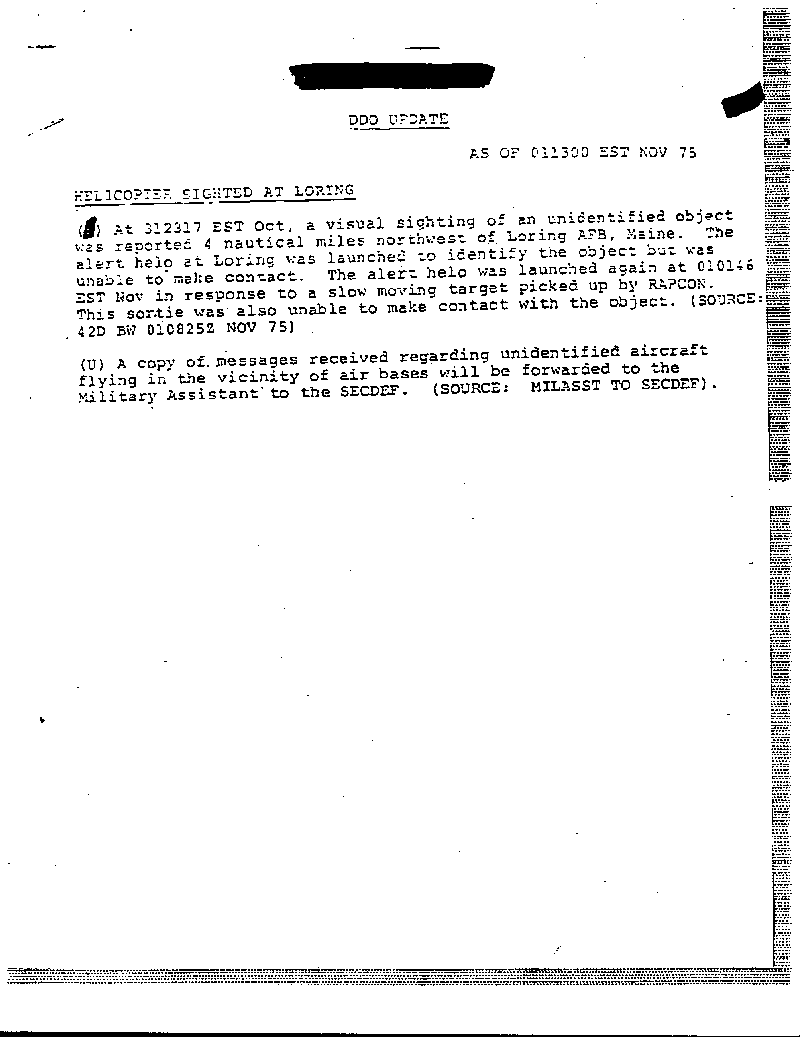 DDO UPDATE
AS OF 011300 EST NOV 75
HELICOPTER SIGHTED AT LORING
( ) At 312317 EST Oct, a visual sighting of an unidentified object
was reported 4 nautical miles northwest of Loring AFB, Maine. The
alert helo at Loring was launched to identify the object but was
unable to make contact. The alert helo was launched again at 010146
EST Nov in response to a slow moving target picked up by RAPCON.
This sortie was also unable to make contact with the object. (SOURCE:
42D BW 010825Z NOV 75)
(U) A copy of messages received regarding unidentified aircraft
flying in the vicinity of air bases will be forwarded to the
Military Assistant to the SECDEF. (SOURCE: MILASST TO SECDEF).